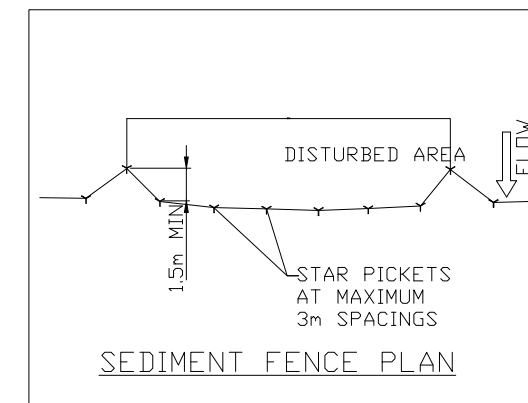 DISTURBED AREA
FLOW
1.5m MIN
STAR PICKETS
AT MAXIMUM
3m SPACINGS
SEDIMENT FENCE PLAN